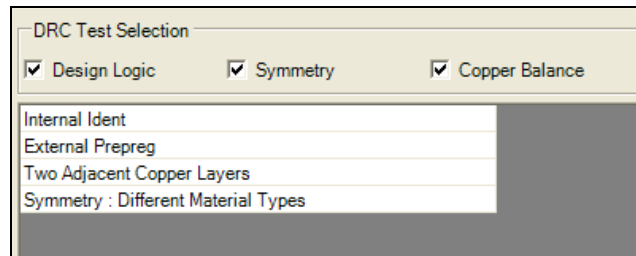 DRC Test Selection
Design Logic Symmetry Copper Balance
Internal Ident
External Prepreg
Two Adjacent Copper Layers
Symmetry : Different Material Types